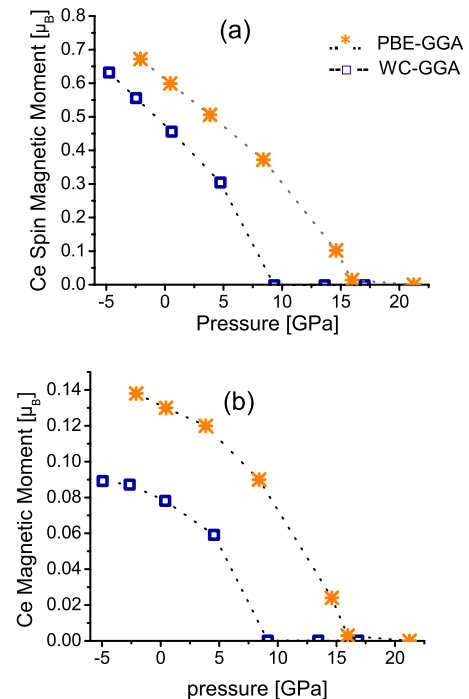 (a)
PBE-GGA
WC-GGA
Ce Spin Magnetic Moment [μB]
0.8
0.7
0.6
0.5
0.4
0.3
0.2
0.1
0.0
-5 0 5 10 15 20
Pressure [GPa]
(b)
Ce Magnetic Moment [μB]
0.14
0.12
0.10
0.08
0.06
0.04
0.02
0.00
-5 0 5 10 15 20
pressure [GPa]